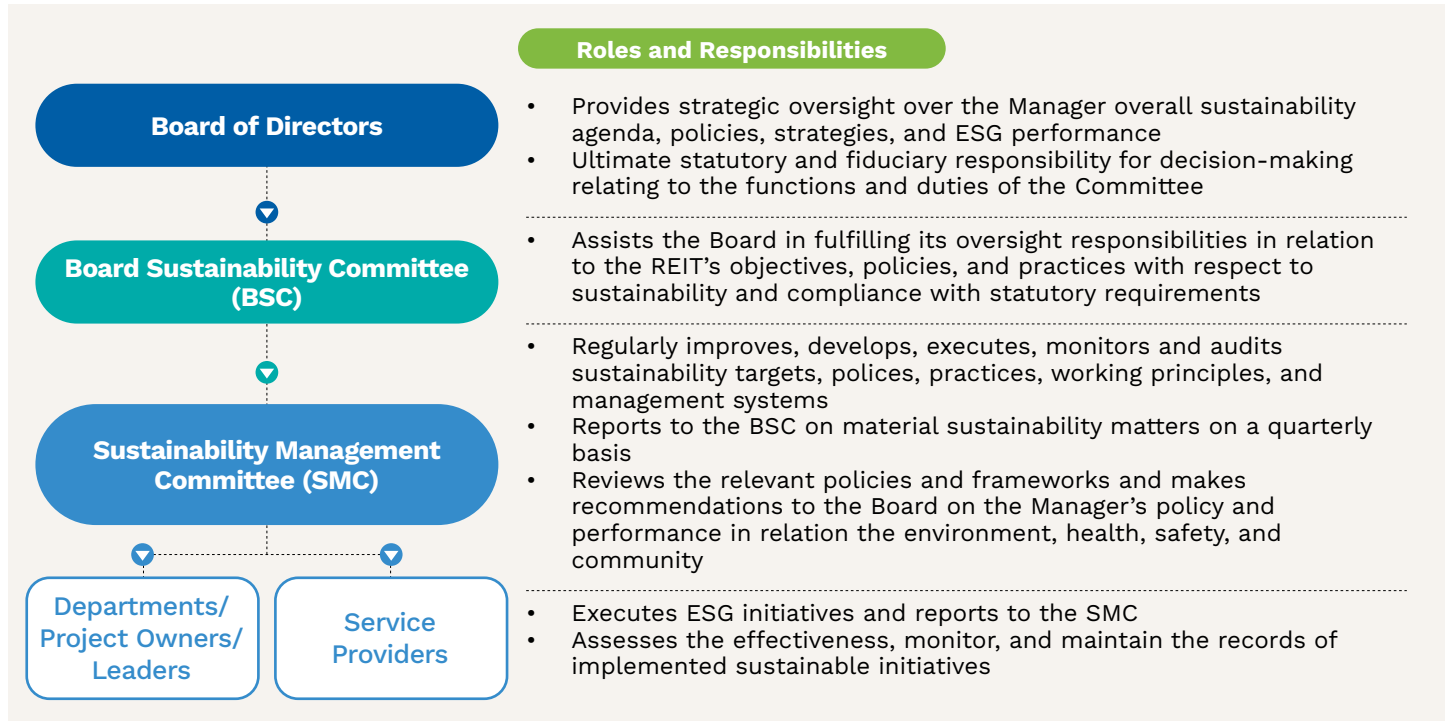 Roles and Responsibilities
Board of Directors
• Provides strategic oversight over the Manager overall sustainability
agenda, policies, strategies, and ESG performance
• Ultimate statutory and fiduciary responsibility for decision-making
relating to the functions and duties of the Committee
Board Sustainability Committee
(BSC)
• Assists the Board in fulfilling its oversight responsibilities in relation
to the REIT’s objectives, policies, and practices with respect to
sustainability and compliance with statutory requirements
Sustainability Management
Committee (SMC)
• Regularly improves, develops, executes, monitors and audits
sustainability targets, polices, practices, working principles, and
management systems
• Reports to the BSC on material sustainability matters on a quarterly
basis
• Reviews the relevant policies and frameworks and makes
recommendations to the Board on the Manager’s policy and
performance in relation the environment, health, safety, and
community
Departments/
Project Owners/
Leaders
Service
Providers
• Executes ESG initiatives and reports to the SMC
• Assesses the effectiveness, monitor, and maintain the records of
implemented sustainable initiatives